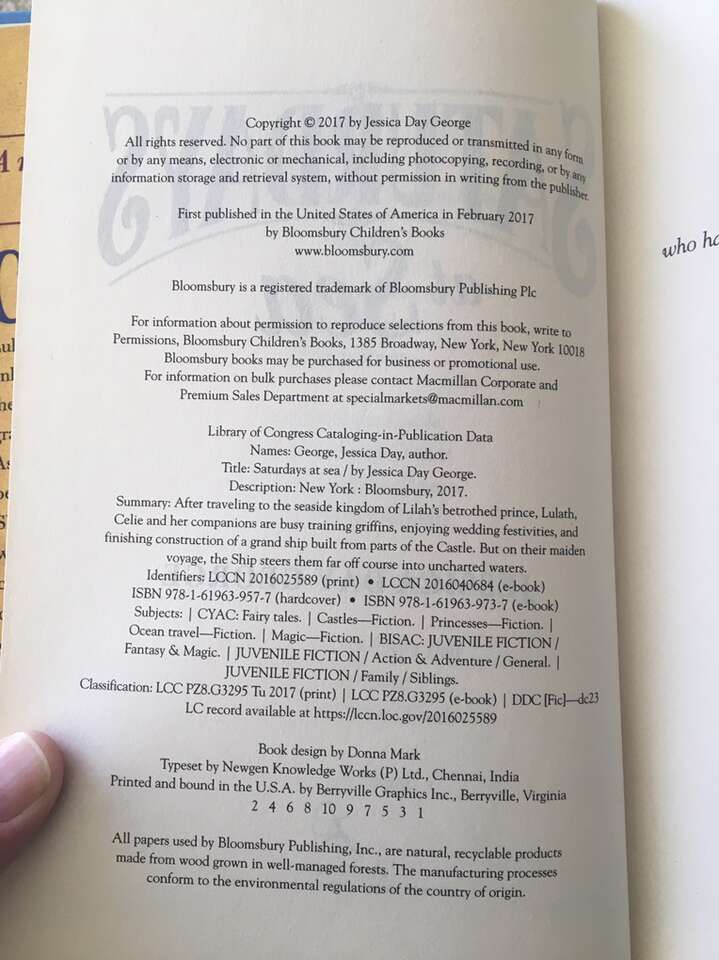 Copyright © 2017 by Jessica Day George
All rights reserved. No part of this book may be reproduced or transmitted in any form
or by any means, electronic or mechanical, including photocopying, recording, or by any
information storage and retrieval system, without permission in writing from the publisher.
First published in the United States of America in February 2017
by Bloomsbury Children's Books
www.bloomsbury.com
Bloomsbury is a registered trademark of Bloomsbury Publishing Plc
For information about permission to reproduce selections from this book, write to
Permissions, Bloomsbury Children's Books, 1385 Broadway, New York, New York 10018
Bloomsbury books may be purchased for business or promotional use.
For information on bulk purchases please contact Macmillan Corporate and
Premium Sales Department at specialmarkets@macmillan.com
Library of Congress Cataloging-in-Publication Data
Names: George, Jessica Day, author.
Title: Saturdays at sea / by Jessica Day George.
Description: New York : Bloomsbury, 2017.
Summary: After traveling to the seaside kingdom of Lilah's betrothed prince, Lulath,
Celie and her companions are busy training griffins, enjoying wedding festivities, and
finishing construction of a grand ship built from parts of the Castle. But on their maiden
voyage, the Ship steers them far off course into uncharted waters.
Identifiers: LCCN 2016025589 (print) • LCCN 2016040684 (e-book)
ISBN 978-1-61963-957-7 (hardcover) • ISBN 978-1-61963-973-7 (e-book)
Subjects: | CYAC: Fairy tales. | Castles—Fiction. | Princesses—Fiction. |
Ocean travel—Fiction. | Magic—Fiction. | BISAC: JUVENILE FICTION /
Fantasy & Magic. | JUVENILE FICTION / Action & Adventure / General. |
JUVENILE FICTION / Family / Siblings.
Classification: LCC PZ8.G3295 Tu 2017 (print) | LCC PZ8.G3295 (e-book) | DDC [Fic]—dc23
LC record available at https://lccn.loc.gov/2016025589
Book design by Donna Mark
Typeset by Newgen Knowledge Works (P) Ltd., Chennai, India
Printed and bound in the U.S.A. by Berryville Graphics Inc., Berryville, Virginia
2 4 6 8 10 9 7 5 3 1
All papers used by Bloomsbury Publishing, Inc., are natural, recyclable products
made from wood grown in well-managed forests. The manufacturing processes
conform to the environmental regulations of the country of origin.
who